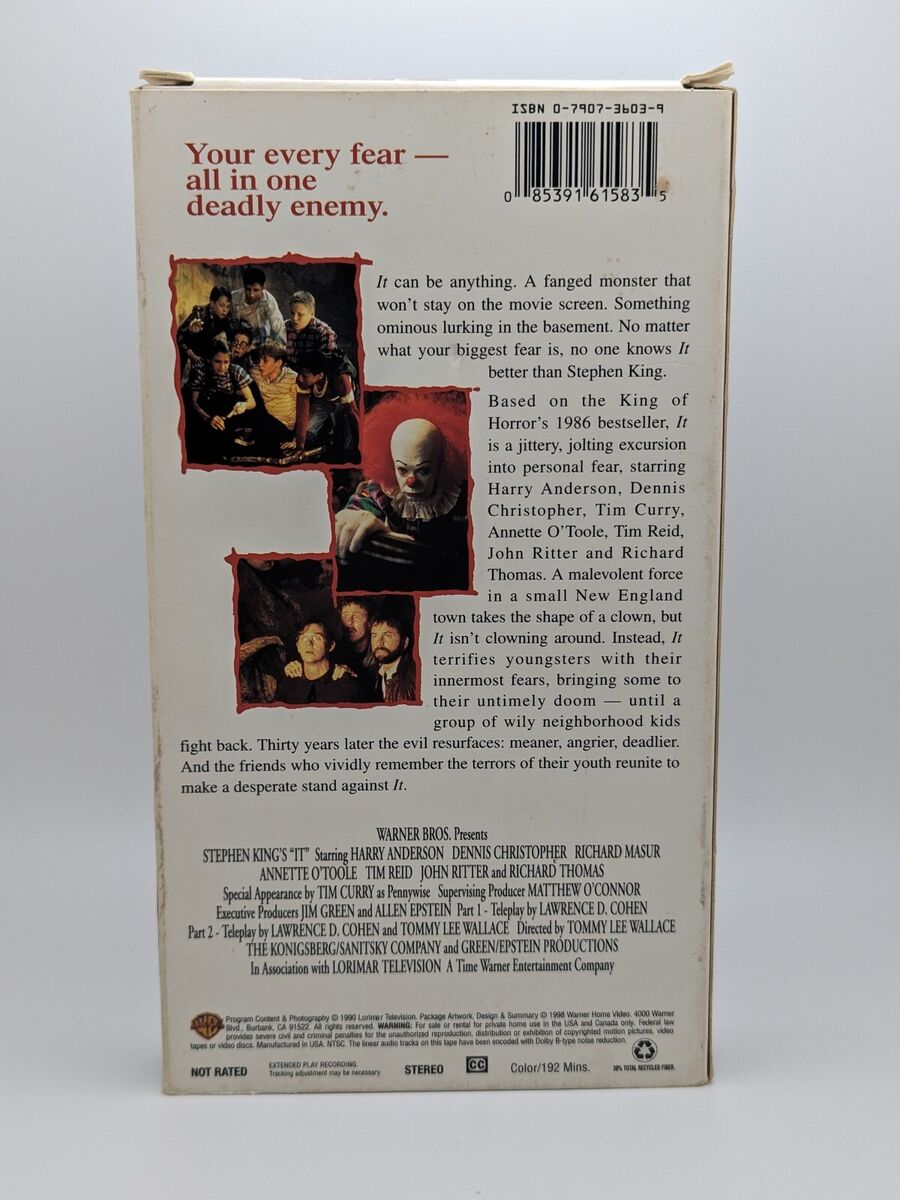 ISBN 0-7907-3603-9
0 85391 61583 5
Your every fear —
all in one
deadly enemy.
It can be anything. A fanged monster that
won't stay on the movie screen. Something
ominous lurking in the basement. No matter
what your biggest fear is, no one knows It
better than Stephen King.
Based on the King of
Horror's 1986 bestseller, It
is a jittery, jolting excursion
into personal fear, starring
Harry Anderson, Dennis
Christopher, Tim Curry,
Annette O'Toole, Tim Reid,
John Ritter and Richard
Thomas. A malevolent force
in a small New England
town takes the shape of a clown, but
It isn't clowning around. Instead, It
terrifies youngsters with their
innermost fears, bringing some to
their untimely doom — until a
group of wily neighborhood kids
fight back. Thirty years later the evil resurfaces: meaner, angrier, deadlier.
And the friends who vividly remember the terrors of their youth reunite to
make a desperate stand against It.
WARNER BROS. Presents
STEPHEN KING'S "IT" Starring HARRY ANDERSON DENNIS CHRISTOPHER RICHARD MASUR
ANNETTE O'TOOLE TIM REID JOHN RITTER and RICHARD THOMAS
Special Appearance by TIM CURRY as Pennywise Supervising Producer MATTHEW O'CONNOR
Executive Producers JIM GREEN and ALLEN EPSTEIN Part 1 - Teleplay by LAWRENCE D. COHEN
Part 2 - Teleplay by LAWRENCE D. COHEN and TOMMY LEE WALLACE Directed by TOMMY LEE WALLACE
THE KONIGSBERG/SANITSKY COMPANY and GREEN/EPSTEIN PRODUCTIONS
In Association with LORIMAR TELEVISION A Time Warner Entertainment Company
Program Content & Photography © 1990 Lorimar Television. Package Artwork, Design & Summary © 1998 Warner Home Video. 4000 Warner
Blvd., Burbank, CA 91522. All rights reserved. WARNING: For sale or rental for private home use in the USA and Canada only. Federal law
provides severe civil and criminal penalties for the unauthorized reproduction, distribution or exhibition of copyrighted motion pictures, video
tapes or video discs. Manufactured in USA. NTSC. The linear audio tracks on this tape have been encoded with Dolby B-type noise reduction.
NOT RATED
EXTENDED PLAY RECORDING.
Tracking adjustment may be necessary.
STEREO
CC
Color/192 Mins.
30% TOTAL RECYCLED FIBER.